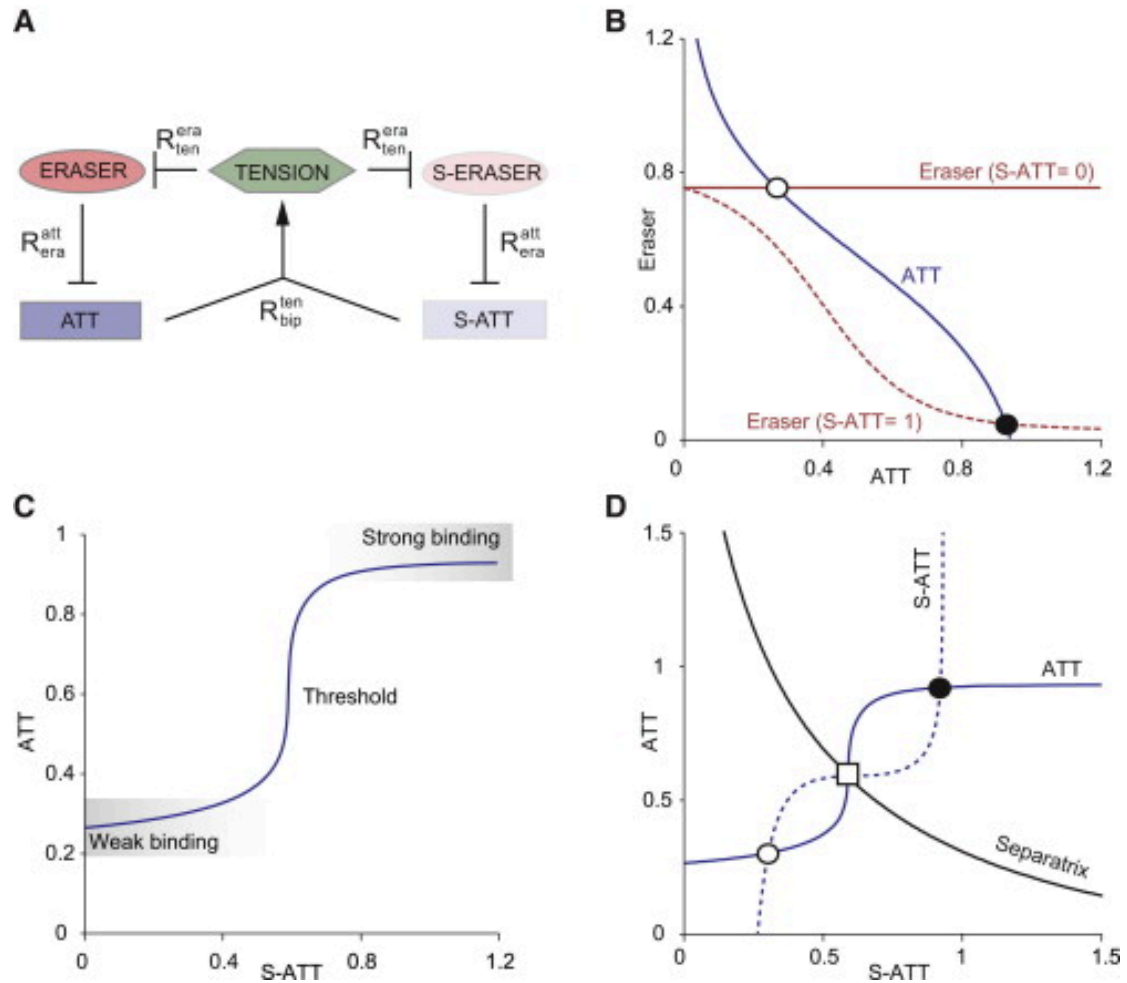 A
R^era_ten R^era_ten
ERASER TENSION S-ERASER
R^att_era R^att_era
ATT R^ten_bip S-ATT
B
1.2
0.8
0.4
0
Eraser
Eraser (S-ATT= 0)
ATT
Eraser (S-ATT= 1)
0 0.4 0.8 1.2
ATT
C
1
0.8
0.6
0.4
0.2
0
ATT
Strong binding
Threshold
Weak binding
0 0.4 0.8 1.2
S-ATT
D
1.5
1
0.5
0
ATT
S-ATT
ATT
Separatrix
0 0.5 1 1.5
S-ATT